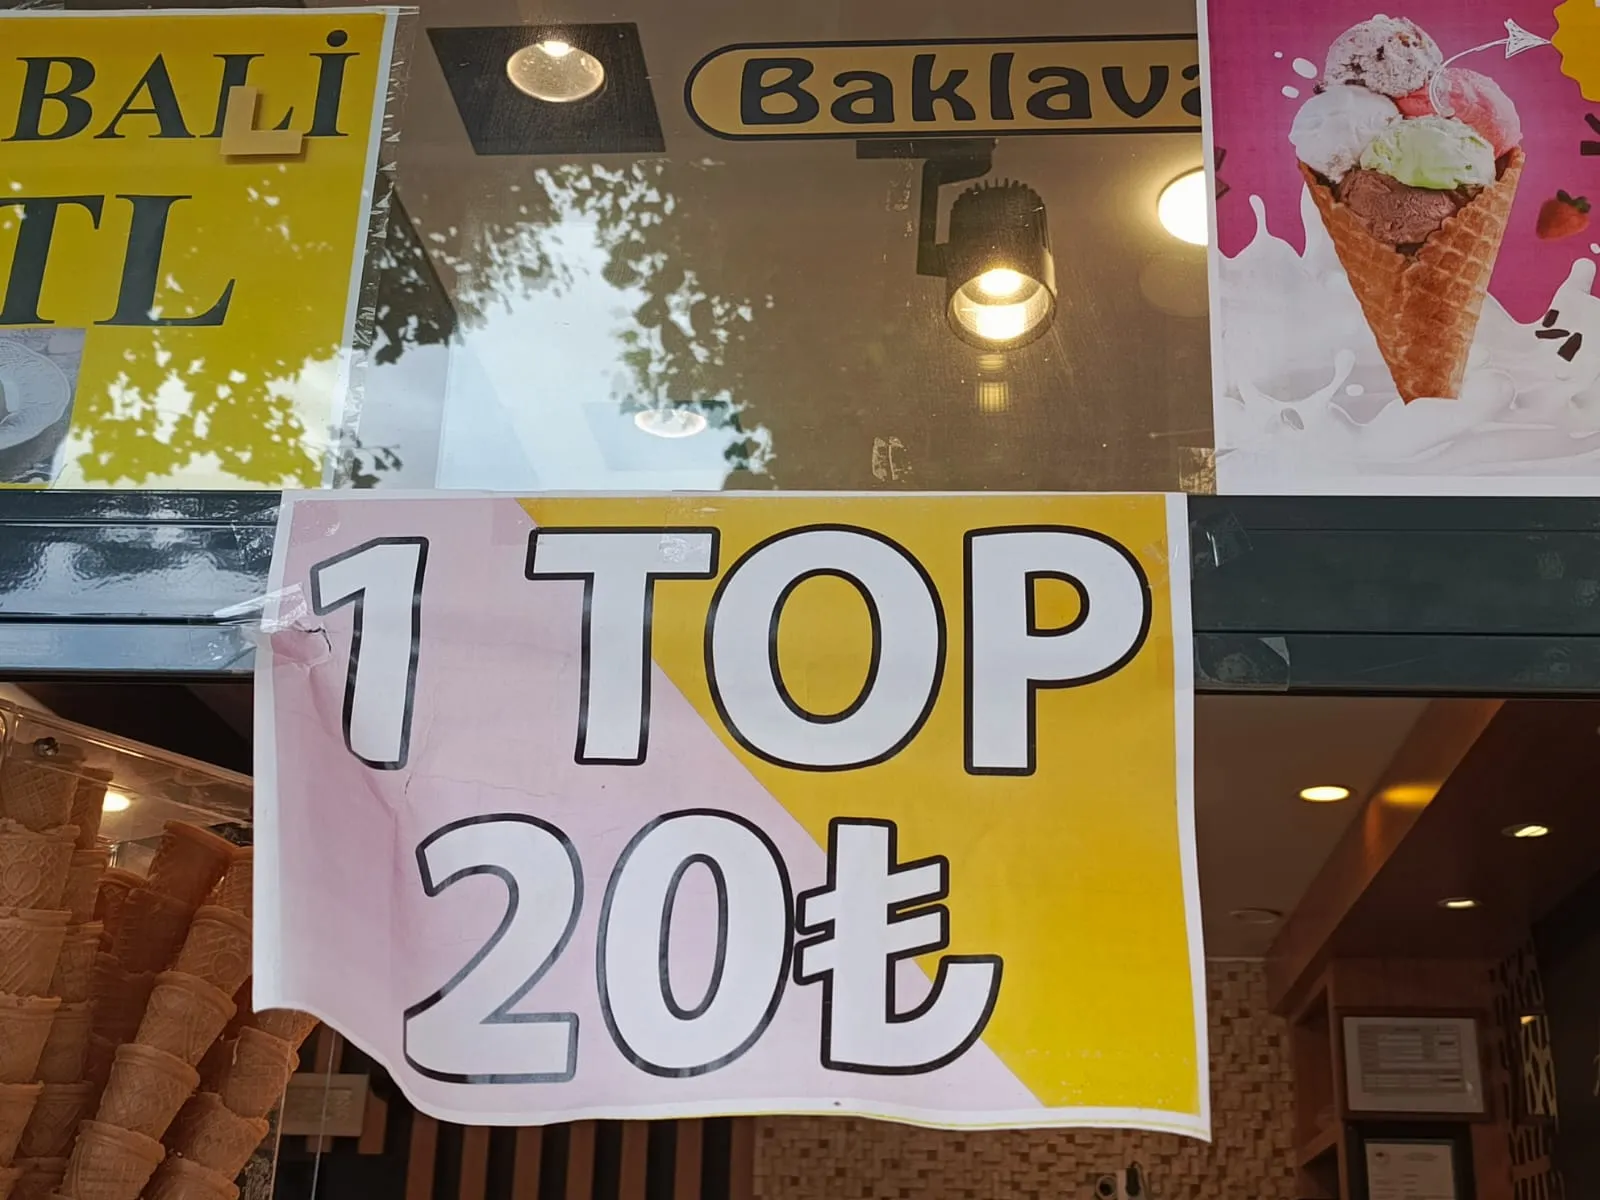 BALİ
TL
Baklava
1 TOP
20₺